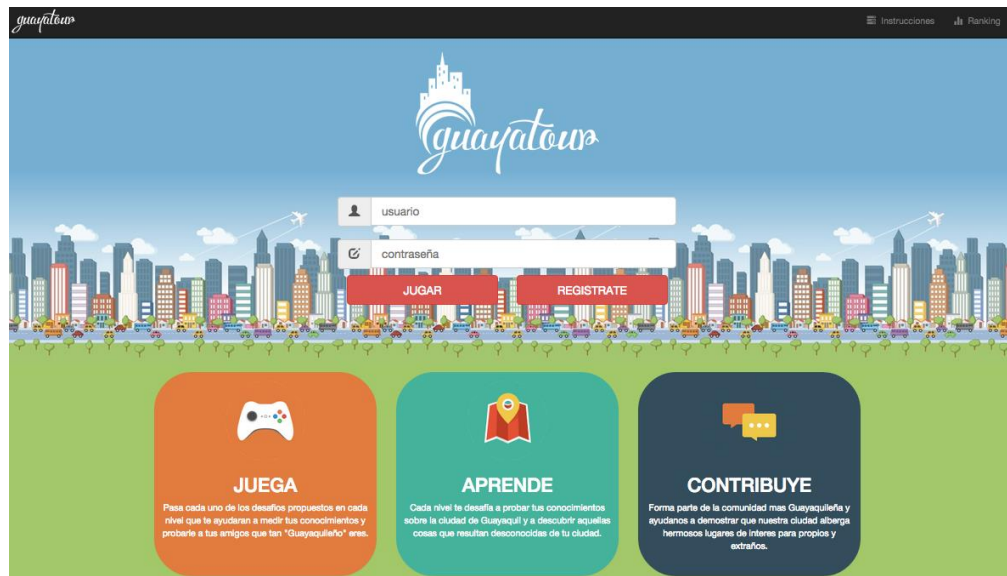 guayatour
Instrucciones
Ranking
guayatour
usuario
contraseña
JUGAR
REGISTRATE
JUEGA
Pasa cada uno de los desafios propuestos en cada
nivel que te ayudaran a medir tus conocimientos y
probarle a tus amigos que tan "Guayaquileño" eres.
APRENDE
Cada nivel te desafía a probar tus conocimientos
sobre la ciudad de Guayaquil y a descubrir aquellas
cosas que resultan desconocidas de tu ciudad.
CONTRIBUYE
Forma parte de la comunidad mas Guayaquileña y
ayudanos a demostrar que nuestra ciudad alberga
hermosos lugares de interes para propios y
extraños.